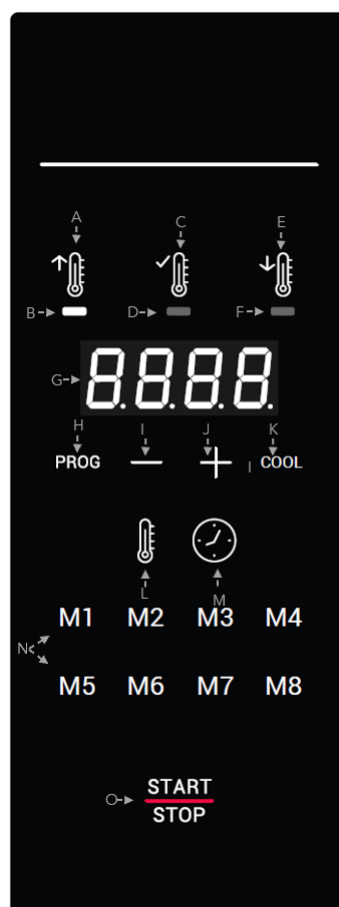 A C E
B D F
G 8.8.8.8
H I J K
PROG — + I COOL
L M
M1 M2 M3 M4
N
M5 M6 M7 M8
START
O
STOP